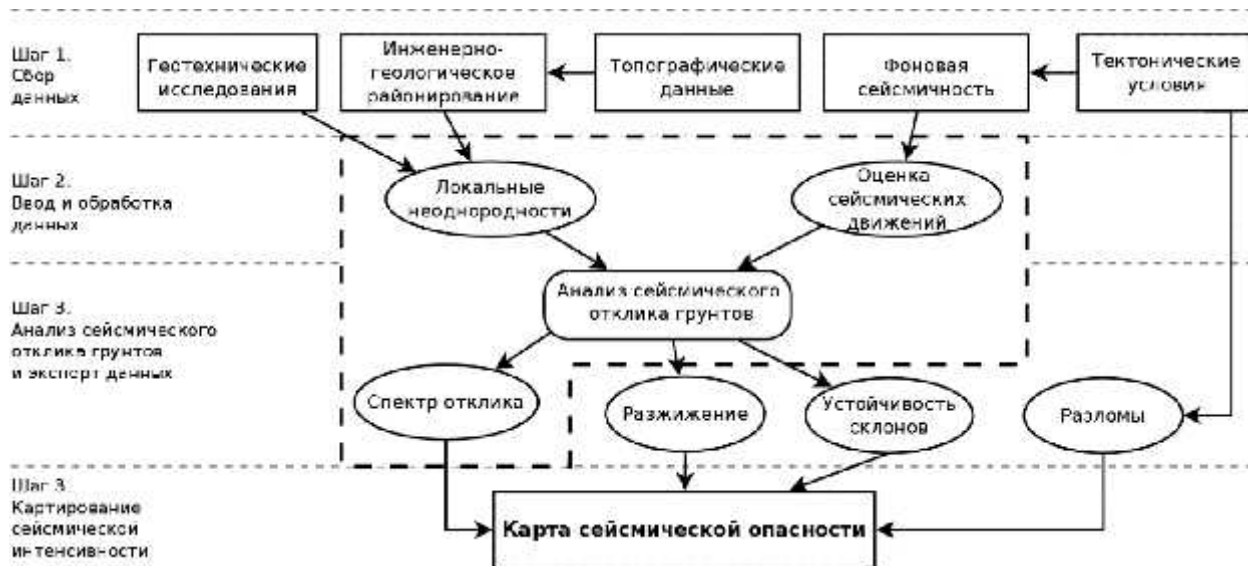 Шаг 1.
Сбор
данных
Геотехнические
исследования
Инженерно-
геологическое
районирование
Топографические
данные
Фоновая
сейсмичность
Тектонические
условия
Шаг 2.
Ввод и обработка
данных
Локальные
неоднородности
Оценка
сейсмических
движений
Шаг 3.
Анализ сейсмического
отклика грунтов
и экспорт данных
Анализ сейсмического
отклика грунтов
Спектр отклика
Разжижение
Устойчивость
склонов
Разломы
Шаг 3.
Картирование
сейсмической
интенсивности
Карта сейсмической опасности